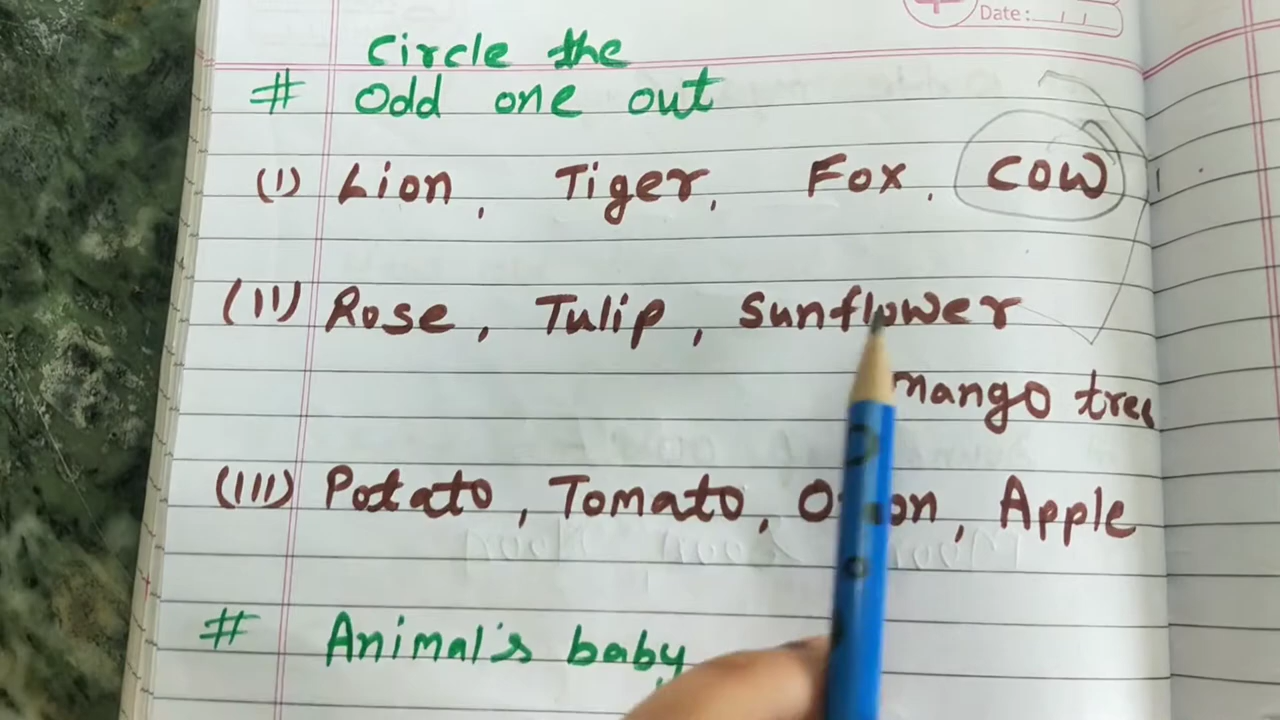 Date:
Circle the
# Odd one out
(I) Lion, Tiger, Fox, Cow
(II) Rose, Tulip, Sunflower
mango tree
(III) Potato, Tomato, , Apple
# Animal's baby